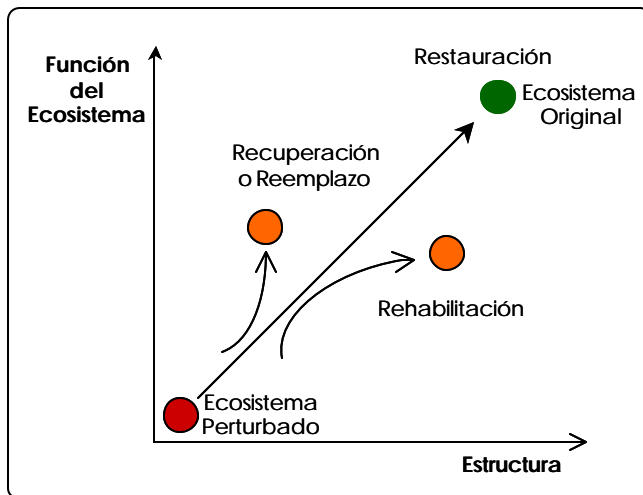 Función
del
Ecosistema
Restauración
Ecosistema
Original
Recuperación
o Reemplazo
Rehabilitación
Ecosistema
Perturbado
Estructura